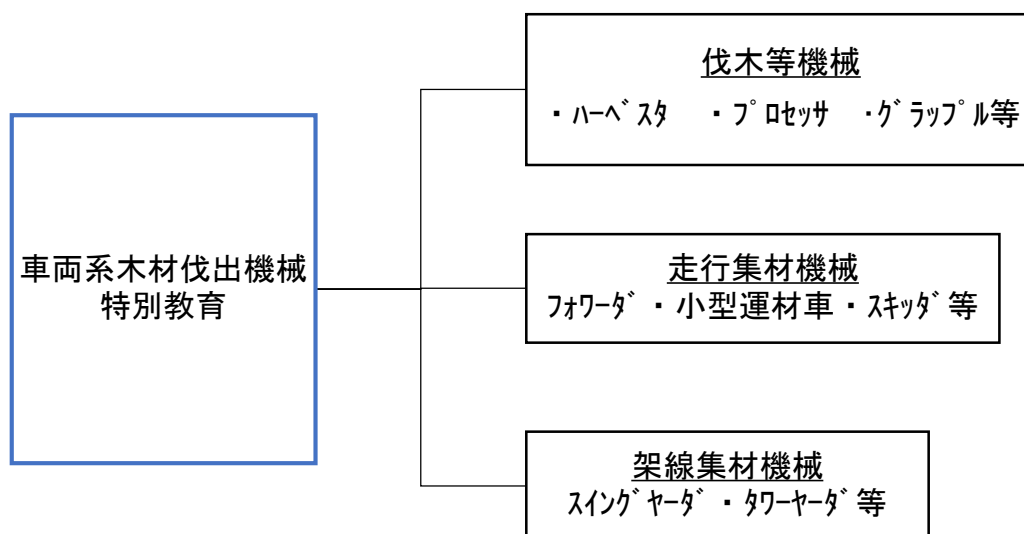 車両系木材伐出機械
特別教育
伐木等機械
・ﾊｰﾍﾞｽﾀ　・ﾌﾟﾛｾｯｻ　・ｸﾞﾗｯﾌﾟﾙ等
走行集材機械
ﾌｫﾜｰﾀﾞ・小型運材車・ｽｷｯﾀﾞ等
架線集材機械
ｽｲﾝｸﾞﾔｰﾀﾞ・ﾀﾜｰﾔｰﾀﾞ等